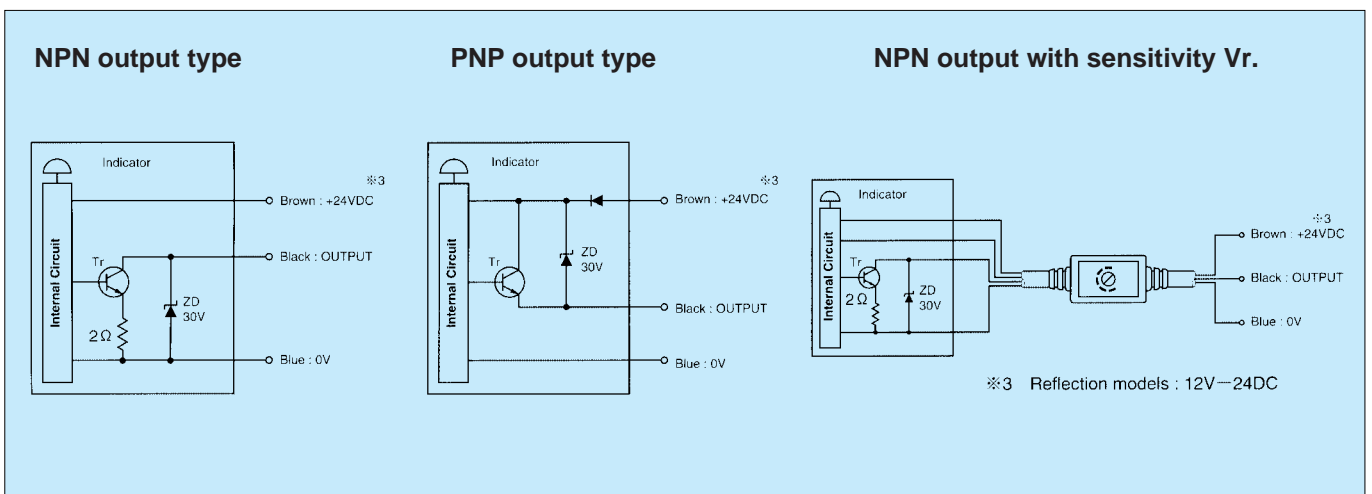 NPN output type
Indicator
Internal Circuit
Tr
2Ω
ZD
30V
※3
Brown : +24VDC
Black : OUTPUT
Blue : 0V
PNP output type
Indicator
Internal Circuit
Tr
ZD
30V
※3
Brown : +24VDC
Black : OUTPUT
Blue : 0V
NPN output with sensitivity Vr.
Indicator
Internal Circuit
Tr
2Ω
ZD
30V
※3
Brown : +24VDC
Black : OUTPUT
Blue : 0V
※3 Reflection models : 12V—24DC